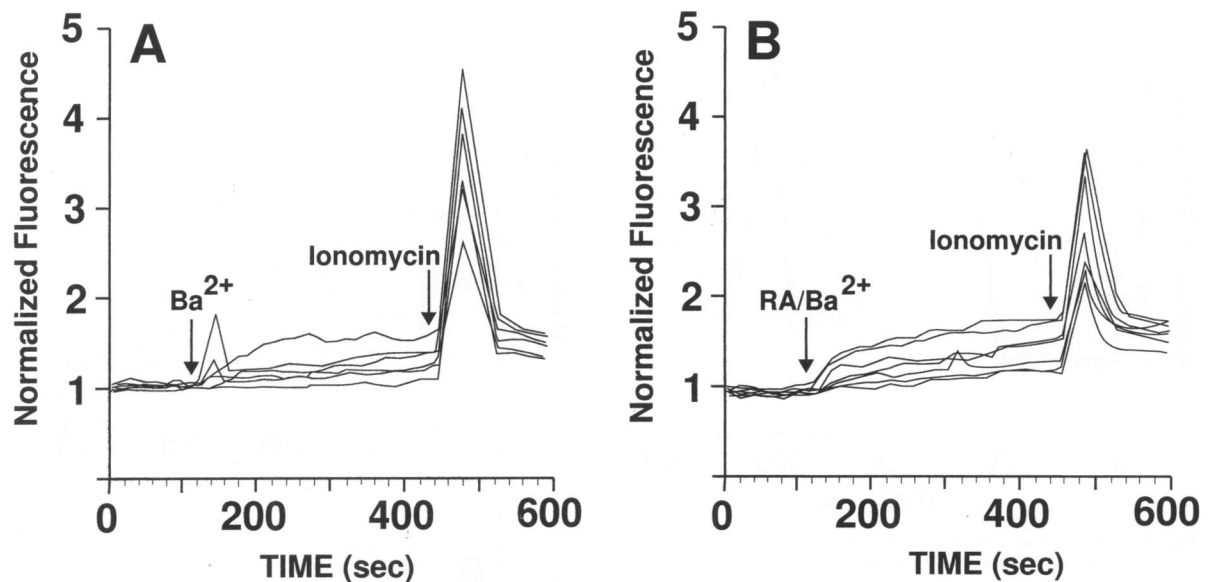 A
Normalized Fluorescence
5
4
3
2
1
Ba2+
Ionomycin
0 200 400 600
TIME (sec)
B
Normalized Fluorescence
5
4
3
2
1
RA/Ba2+
Ionomycin
0 200 400 600
TIME (sec)